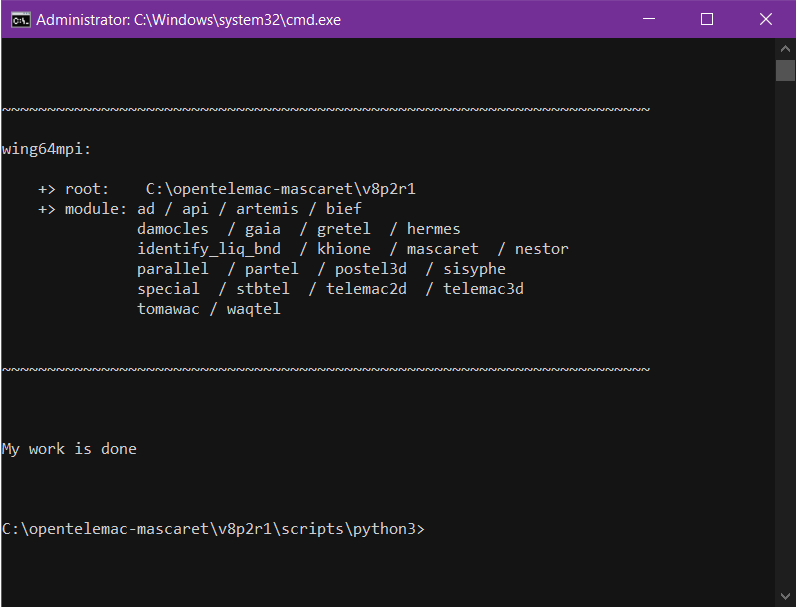 Administrator: C:\Windows\system32\cmd.exe
~~~~~~~~~~~~~~~~~~~~~~~~~~~~~~~~~~~~~~~~~~~~~~~~~~~~~~~~~~~~~~~~~~~~~~~~
wing64mpi:
+> root:    C:\opentelemac-mascaret\v8p2r1
+> module: ad / api / artemis / bief
damocles  / gaia  / gretel  / hermes
identify_liq_bnd  / khione  / mascaret  / nestor
parallel  / partel  / postel3d  / sisyphe
special  / stbtel  / telemac2d  / telemac3d
tomawac / waqtel
~~~~~~~~~~~~~~~~~~~~~~~~~~~~~~~~~~~~~~~~~~~~~~~~~~~~~~~~~~~~~~~~~~~~~~~~
My work is done
C:\opentelemac-mascaret\v8p2r1\scripts\python3>